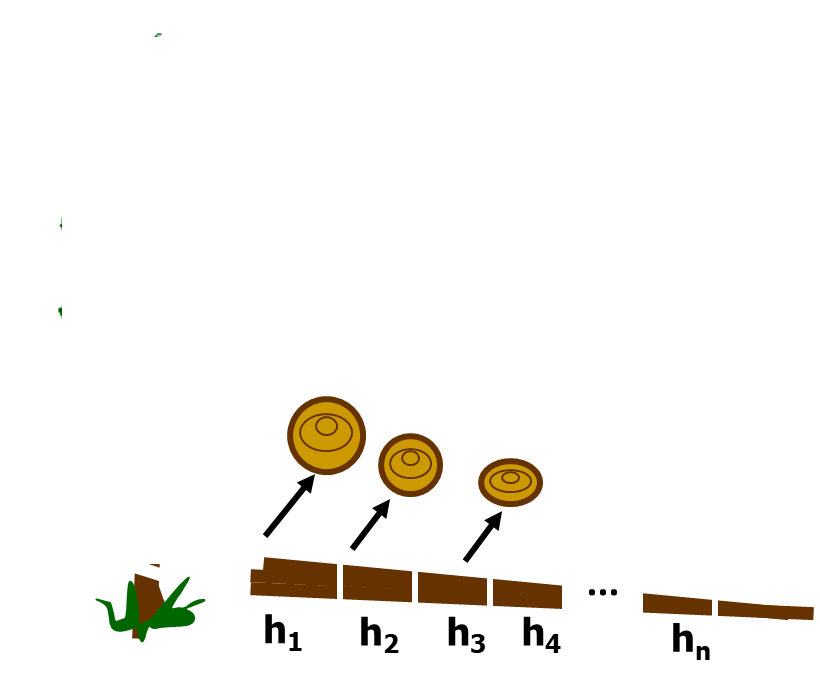 h₁ h₂ h₃ h₄ ... hₙ